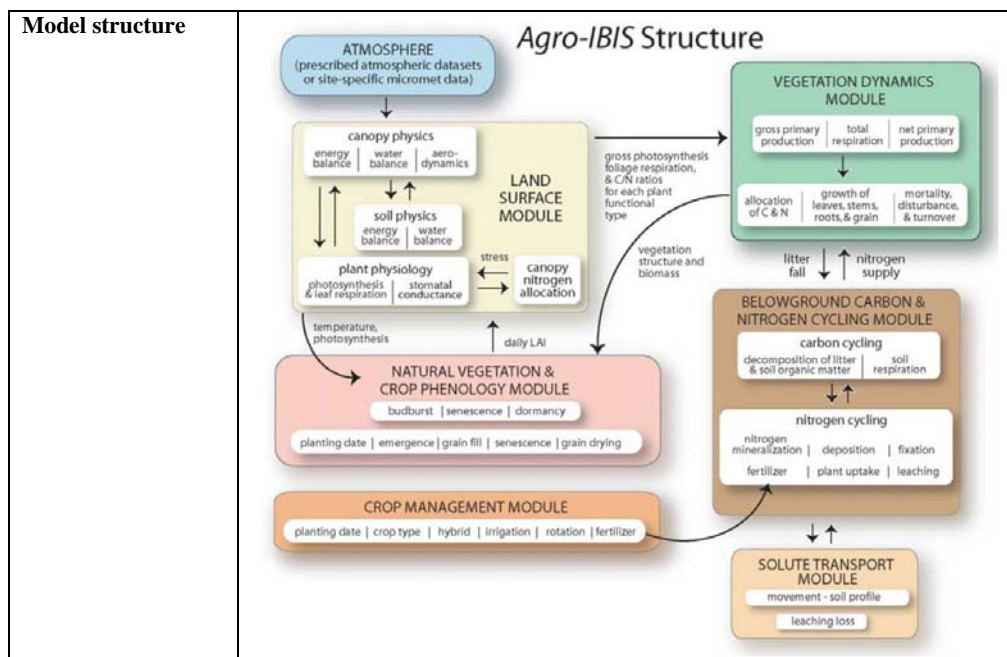 Model structure
Agro-IBIS Structure
ATMOSPHERE
(prescribed atmospheric datasets
or site-specific micromet data)
canopy physics
energy balance | water balance | aero-dynamics
soil physics
energy balance | water balance
plant physiology
photosynthesis & leaf respiration | stomatal conductance
LAND
SURFACE
MODULE
stress
canopy
nitrogen
allocation
gross photosynthesis
foliage respiration,
& C/N ratios
for each plant
functional
type
vegetation
structure and
biomass
VEGETATION DYNAMICS
MODULE
gross primary production | total respiration | net primary production
allocation of C & N | growth of leaves, stems, roots, & grain | mortality, disturbance, & turnover
litter
fall
nitrogen
supply
temperature,
photosynthesis
daily LAI
NATURAL VEGETATION &
CROP PHENOLOGY MODULE
budburst | senescence | dormancy
planting date | emergence | grain fill | senescence | grain drying
BELOWGROUND CARBON &
NITROGEN CYCLING MODULE
carbon cycling
decomposition of litter & soil organic matter | soil respiration
nitrogen cycling
nitrogen mineralization | deposition | fixation
fertilizer | plant uptake | leaching
CROP MANAGEMENT MODULE
planting date | crop type | hybrid | irrigation | rotation | fertilizer
SOLUTE TRANSPORT
MODULE
movement - soil profile
leaching loss